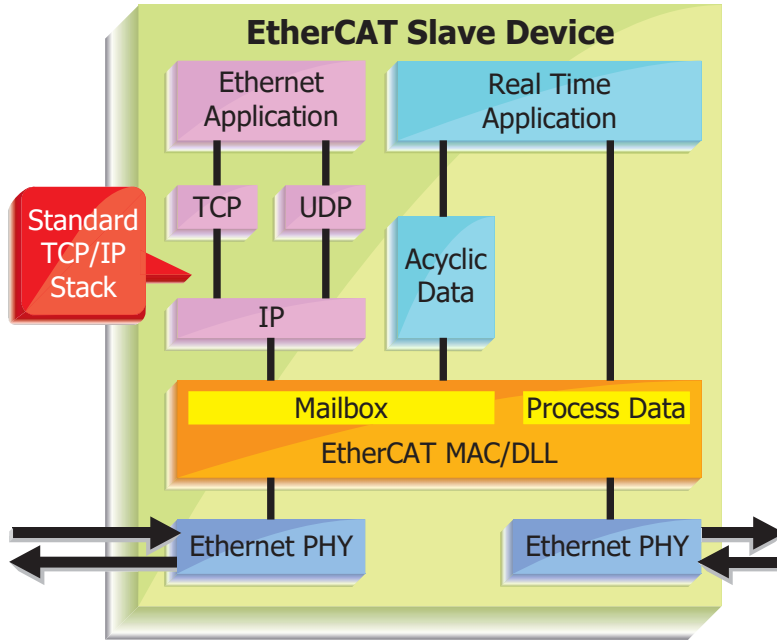 EtherCAT Slave Device
Ethernet
Application
Real Time
Application
TCP
UDP
Standard
TCP/IP
Stack
Acyclic
Data
IP
Mailbox
Process Data
EtherCAT MAC/DLL
Ethernet PHY
Ethernet PHY